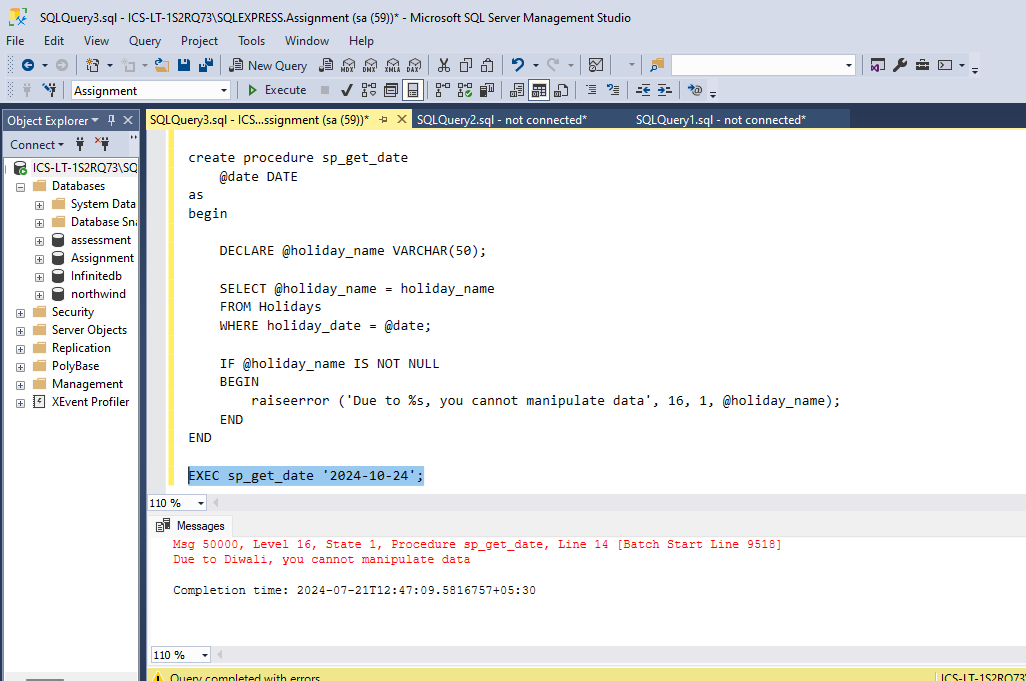 SQLQuery3.sql - ICS-LT-1S2RQ73\SQLEXPRESS.Assignment (sa (59))* - Microsoft SQL Server Management Studio
File Edit View Query Project Tools Window Help
New Query MDX DMX XMLA DAX
Assignment Execute
Object Explorer
SQLQuery3.sql - ICS...ssignment (sa (59))* SQLQuery2.sql - not connected* SQLQuery1.sql - not connected*
Connect
ICS-LT-1S2RQ73\SQ
Databases
System Data
Database Sna
assessment
Assignment
Infinitedb
northwind
Security
Server Objects
Replication
PolyBase
Management
XEvent Profiler
create procedure sp_get_date
@date DATE
as
begin
DECLARE @holiday_name VARCHAR(50);
SELECT @holiday_name = holiday_name
FROM Holidays
WHERE holiday_date = @date;
IF @holiday_name IS NOT NULL
BEGIN
raiseerror ('Due to %s, you cannot manipulate data', 16, 1, @holiday_name);
END
END
EXEC sp_get_date '2024-10-24';
110 %
Messages
Msg 50000, Level 16, State 1, Procedure sp_get_date, Line 14 [Batch Start Line 9518]
Due to Diwali, you cannot manipulate data
Completion time: 2024-07-21T12:47:09.5816757+05:30
110 %
Query completed with errors ICS-LT-1S2RQ73